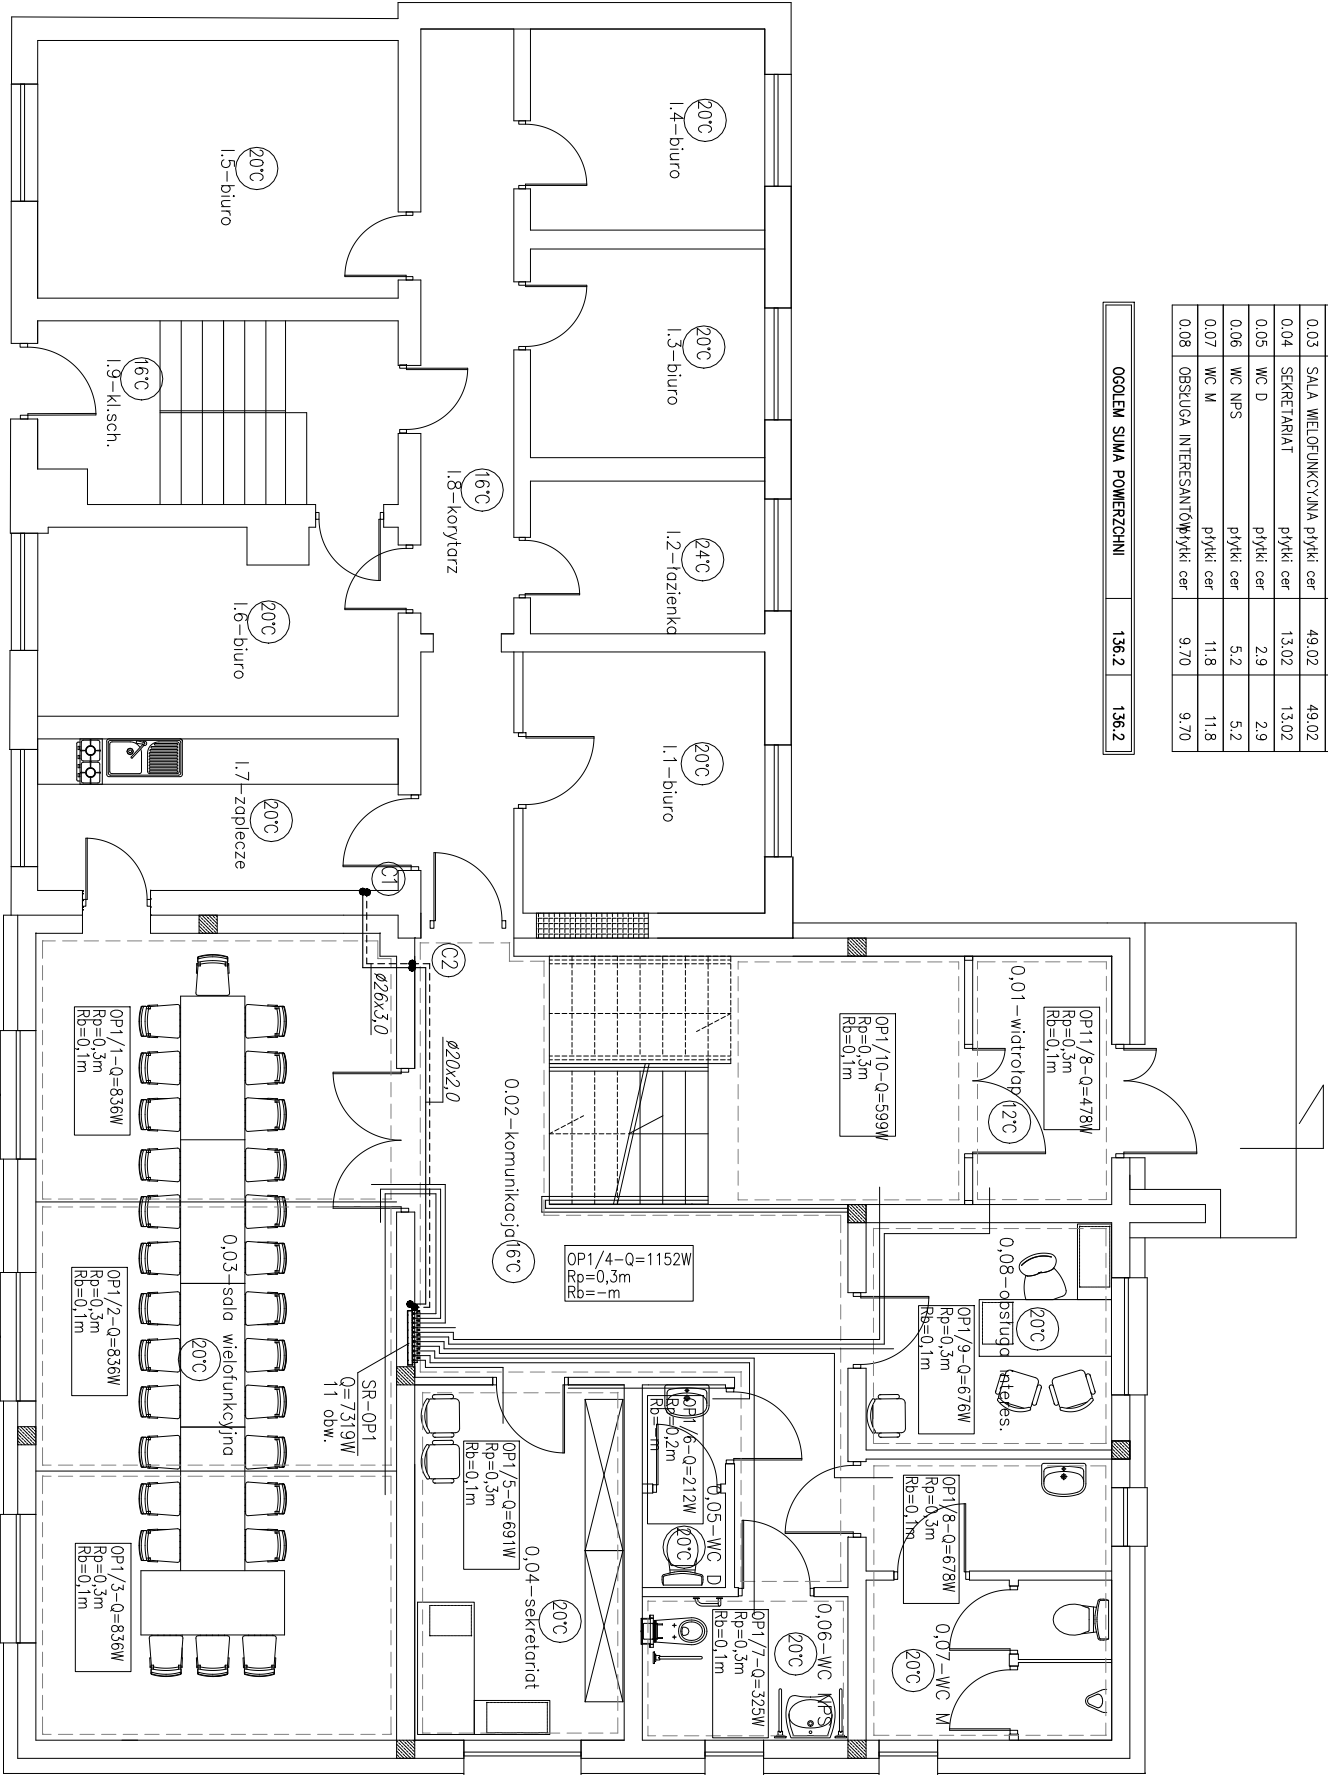 0.03 SALA WIELOFUNKCYJNA płytki cer 49.02 49.02
0.04 SEKRETARIAT płytki cer 13.02 13.02
0.05 WC D płytki cer 2.9 2.9
0.06 WC NPS płytki cer 5.2 5.2
0.07 WC M płytki cer 11.8 11.8
0.08 OBSŁUGA INTERESANTÓW płytki cer 9.70 9.70
OGOLEM SUMA POWIERZCHNI 136.2 136.2
20°C
I.4-biuro
20°C
I.3-biuro
24°C
I.2-łazienka
20°C
I.1-biuro
20°C
I.5-biuro
16°C
I.9-kl.sch.
16°C
I.8-korytarz
20°C
I.6-biuro
20°C
I.7-zaplecze
C1
C2
ø26x3,0
ø20x2,0
OP11/8-Q=478W
Rp=0,3m
Rb=0,1m
0,01-wiatrołap
12°C
OP1/10-Q=599W
Rp=0,3m
Rb=0,1m
0.02-komunikacja
16°C
OP1/4-Q=1152W
Rp=0,3m
Rb=-m
0,08-obsługa interes.
20°C
OP1/9-Q=676W
Rp=0,3m
Rb=0,1m
OP1/1-Q=836W
Rp=0,3m
Rb=0,1m
OP1/2-Q=836W
Rp=0,3m
Rb=0,1m
0,03-sala wielofunkcyjna
20°C
OP1/3-Q=836W
Rp=0,3m
Rb=0,1m
SR-OP1
Q=7319W
11 obw.
OP1/5-Q=691W
Rp=0,3m
Rb=0,1m
0,04-sekretariat
20°C
OP1/6-Q=212W
Rp=0,2m
Rb=-m
0,05-WC D
20°C
OP1/7-Q=325W
Rp=0,3m
Rb=0,1m
0,06-WC NPS
20°C
OP1/8-Q=678W
Rp=0,3m
Rb=0,1m
0,07-WC M
20°C